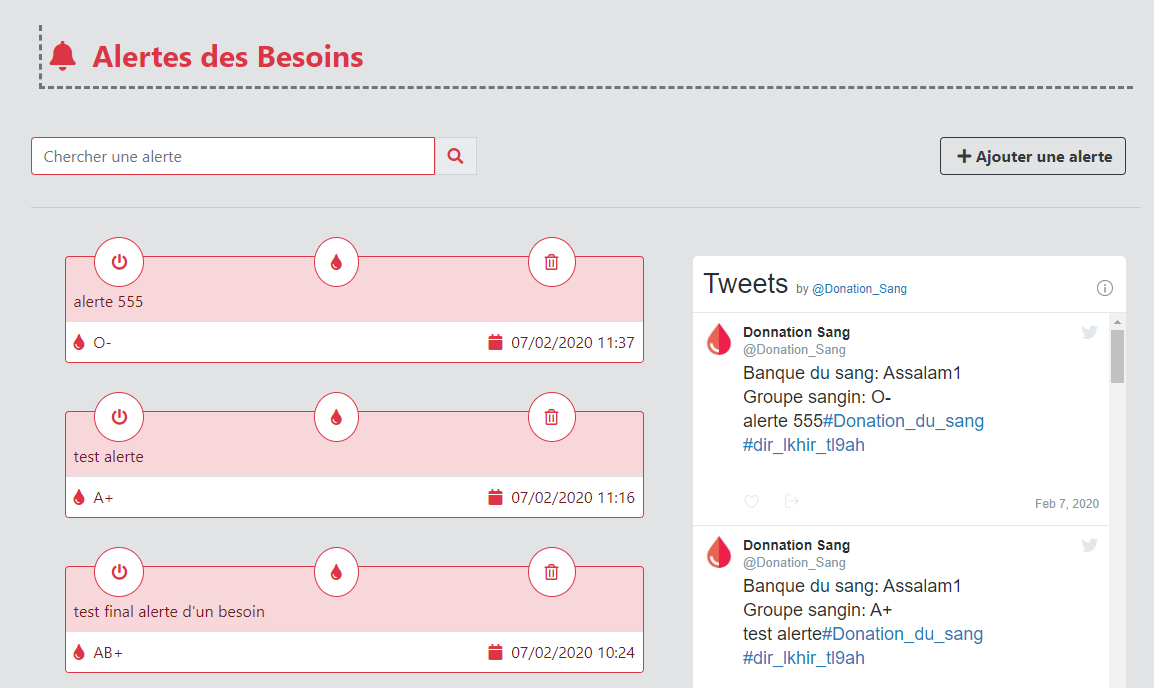 Alertes des Besoins
Chercher une alerte
Ajouter une alerte
alerte 555
O-
07/02/2020 11:37
test alerte
A+
07/02/2020 11:16
test final alerte d'un besoin
AB+
07/02/2020 10:24
Tweets by @Donation_Sang
Donnation Sang
@Donation_Sang
Banque du sang: Assalam1
Groupe sangin: O-
alerte 555#Donation_du_sang
#dir_lkhir_tl9ah
Feb 7, 2020
Donnation Sang
@Donation_Sang
Banque du sang: Assalam1
Groupe sangin: A+
test alerte#Donation_du_sang
#dir_lkhir_tl9ah